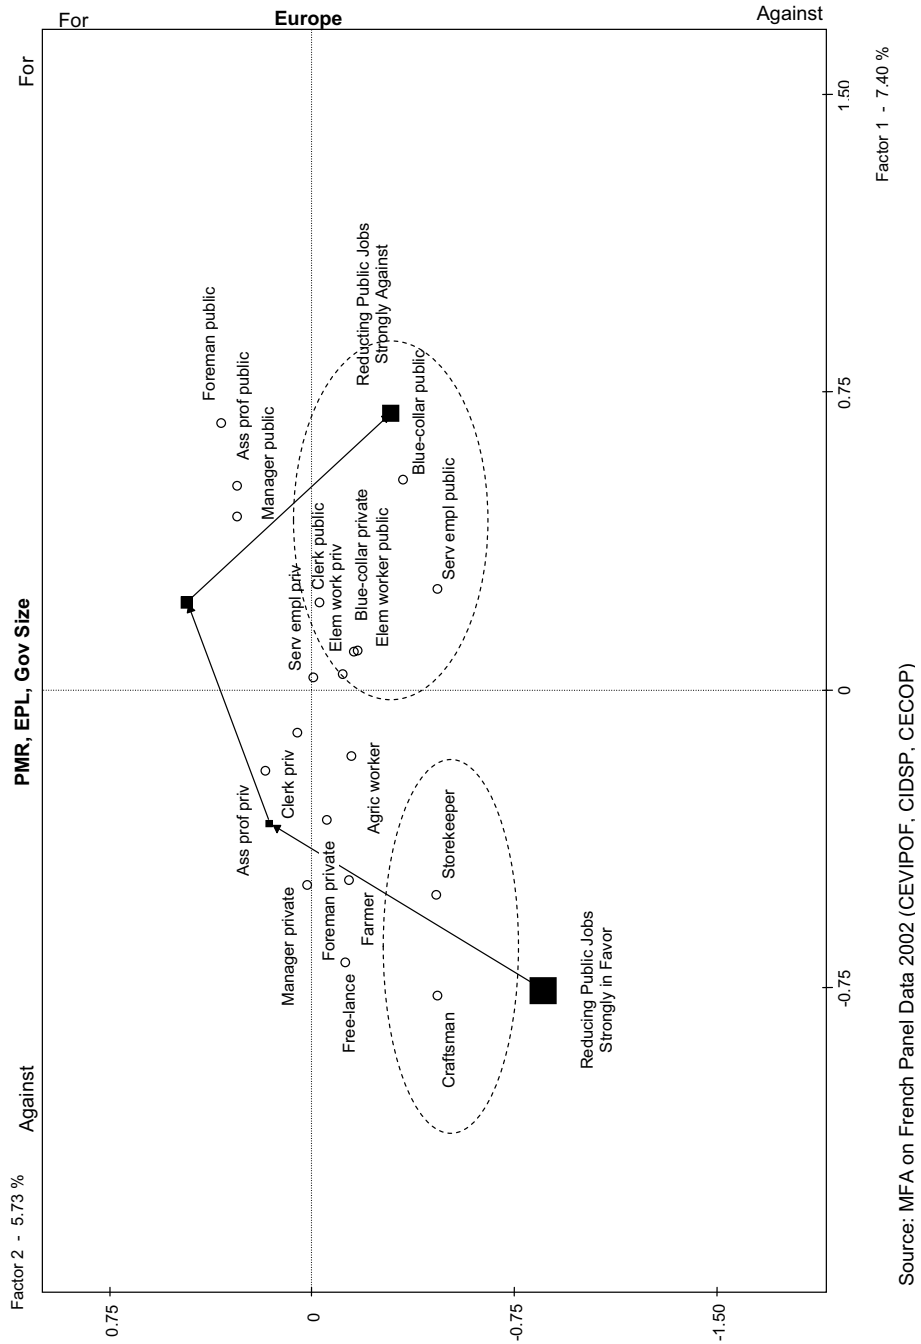 Factor 2 - 5.73 %
Against
PMR, EPL, Gov Size
For
For
Europe
Against
0.75
0
-0.75
-1.50
Foreman public
Ass prof public
Manager public
Reducting Public Jobs
Strongly Against
Blue-collar public
Serv empl priv
Clerk public
Elem work priv
Blue-collar private
Elem worker public
Serv empl public
Ass prof priv
Clerk priv
Agric worker
Manager private
Foreman private
Farmer
Free-lance
Storekeeper
Craftsman
Reducing Public Jobs
Strongly in Favor
-0.75
0
0.75
1.50
Factor 1 - 7.40 %
Source: MFA on French Panel Data 2002 (CEVIPOF, CIDSP, CECOP)